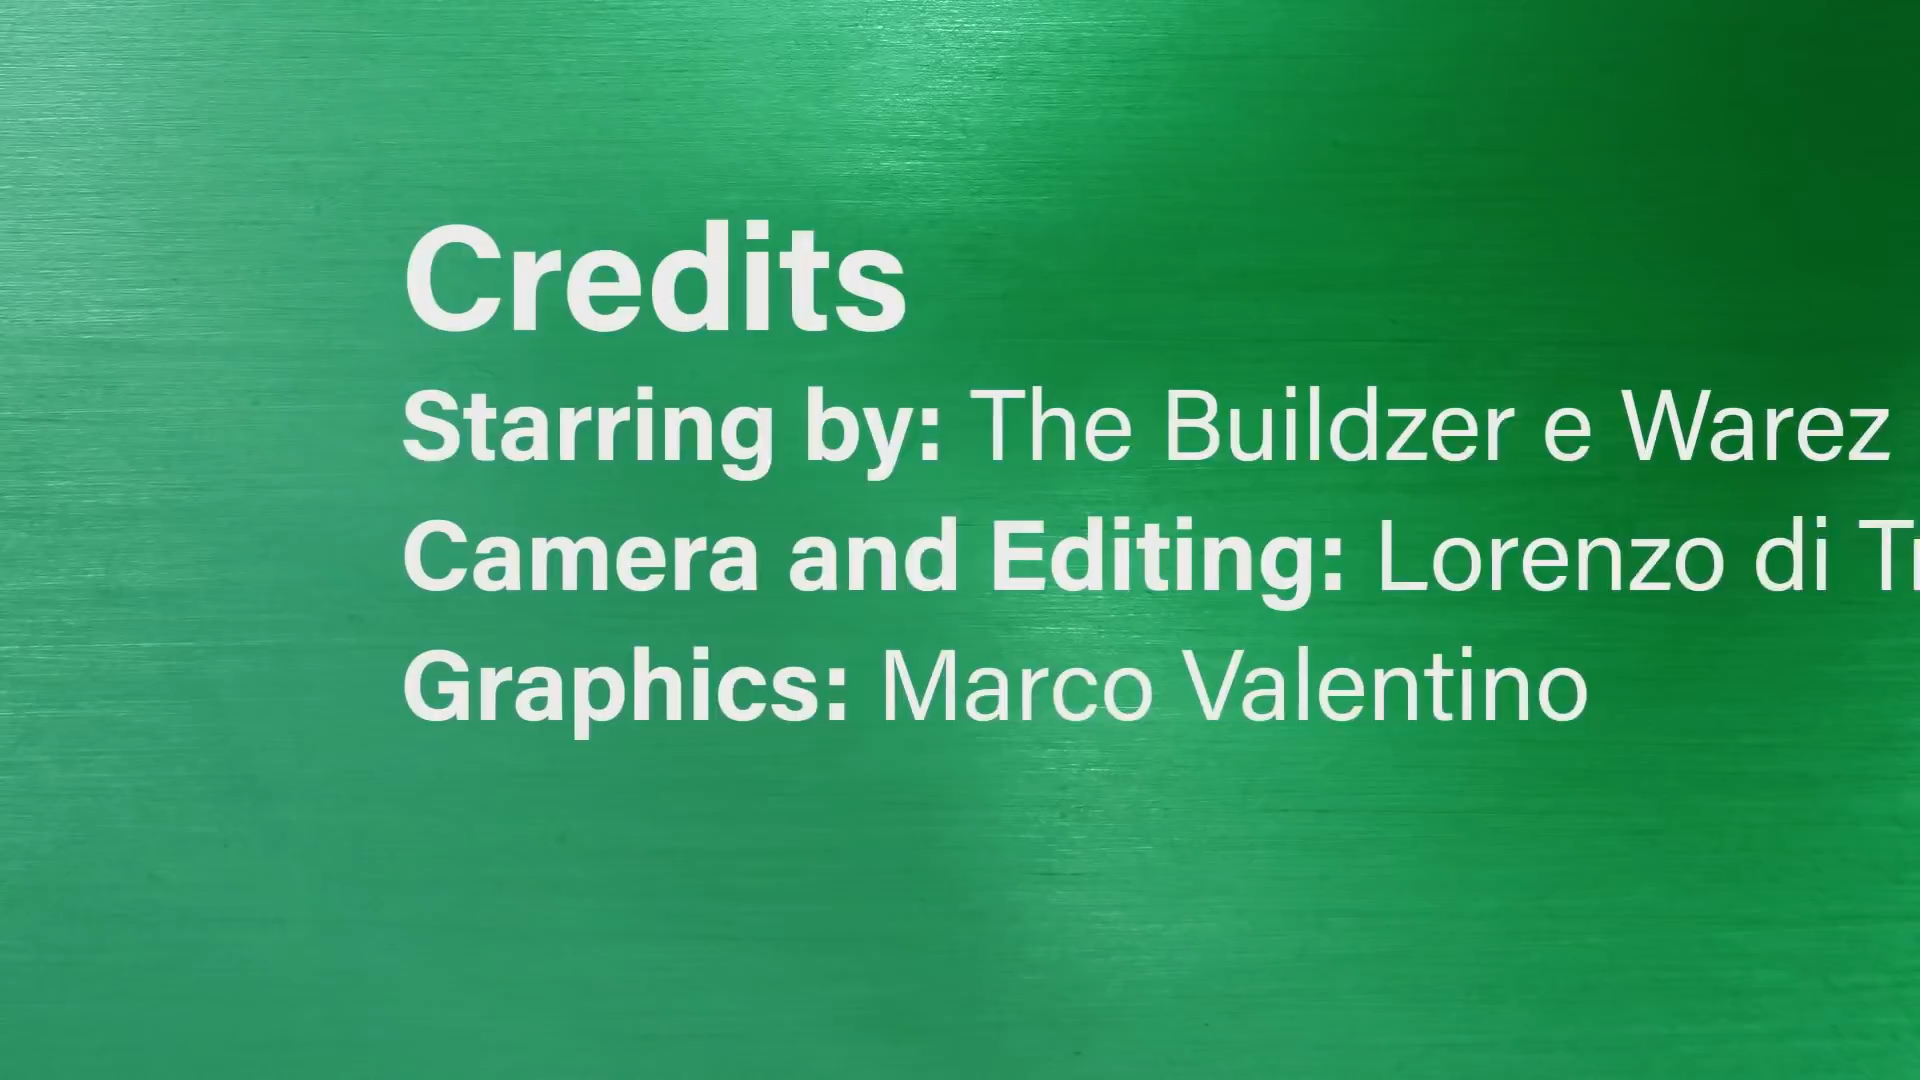 Credits
Starring by: The Buildzer e Warez
Camera and Editing: Lorenzo di
Graphics: Marco Valentino